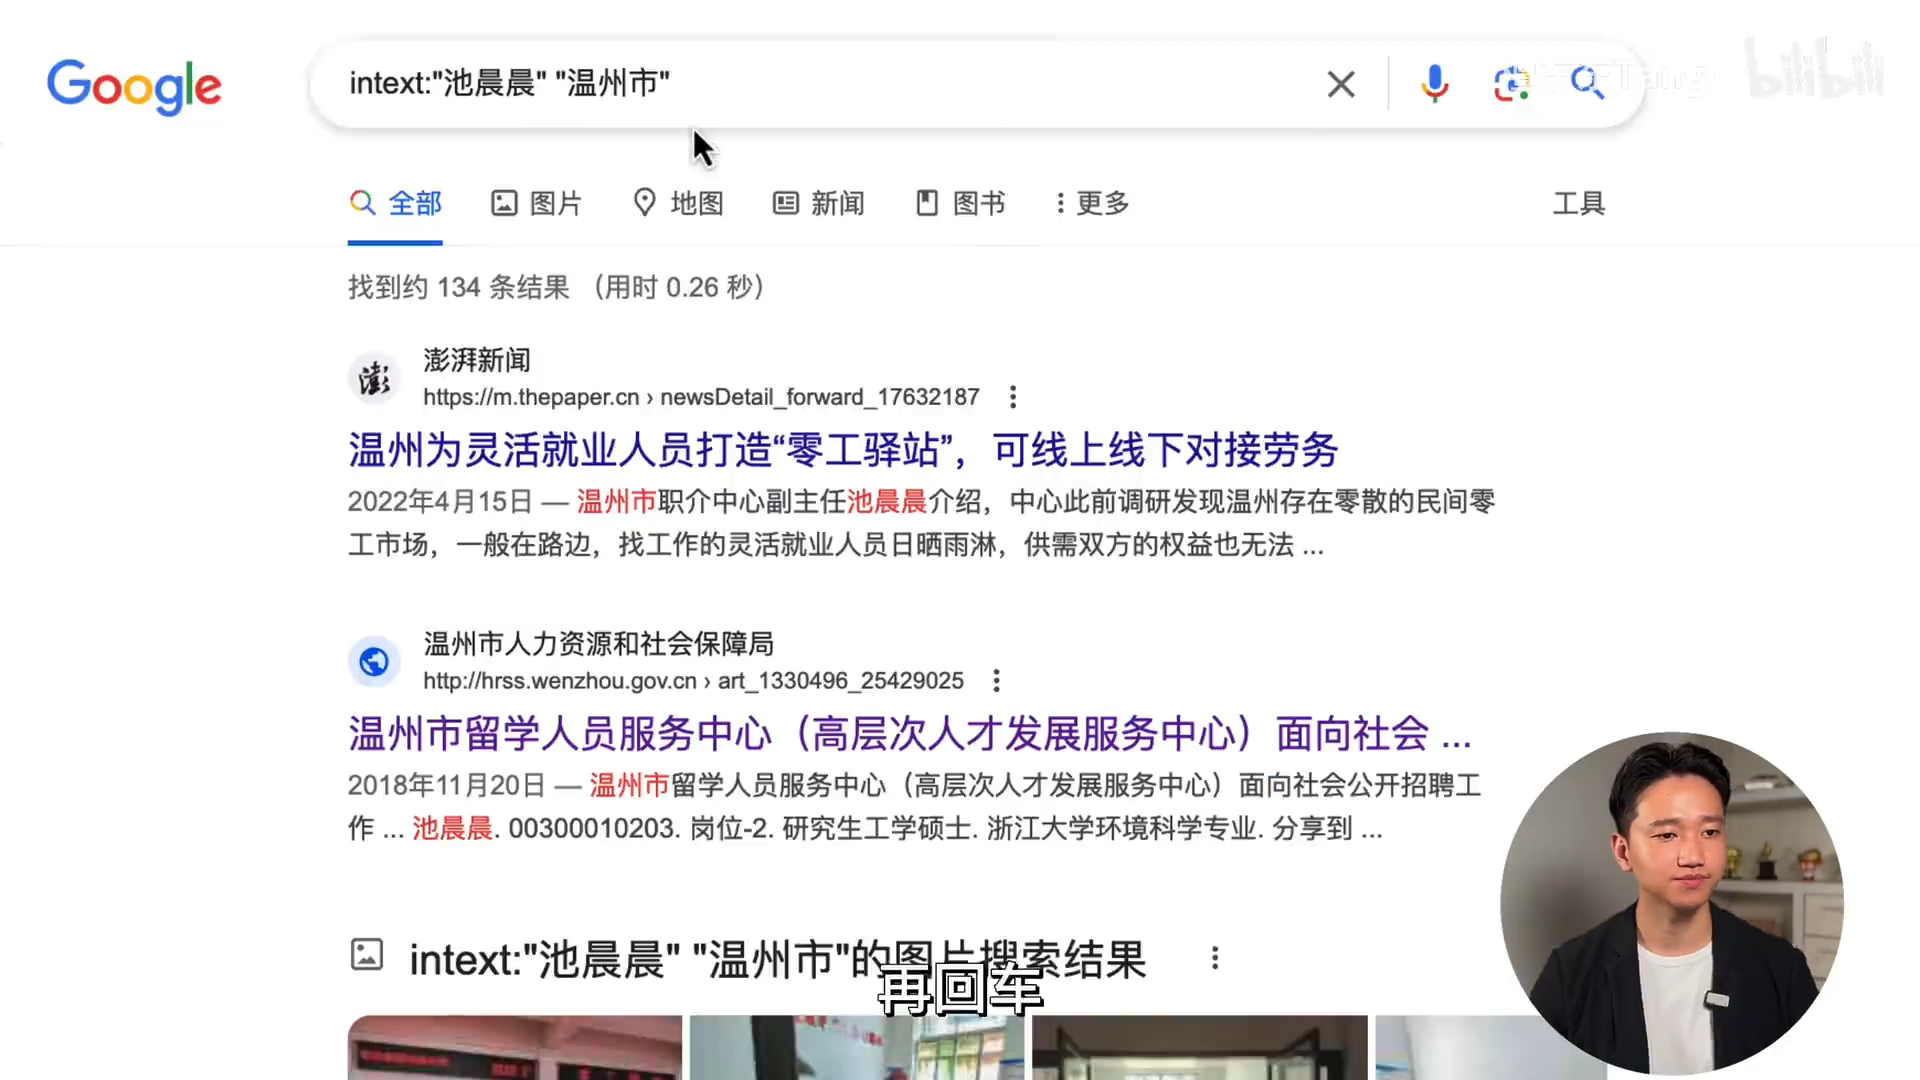 Google
intext:"池晨晨" "温州市"
bilibili
全部
图片
地图
新闻
图书
更多
工具
找到约 134 条结果 （用时 0.26 秒）
澎
澎湃新闻
https://m.thepaper.cn › newsDetail_forward_17632187
温州为灵活就业人员打造“零工驿站”，可线上线下对接劳务
2022年4月15日 — 温州市职介中心副主任池晨晨介绍，中心此前调研发现温州存在零散的民间零
工市场，一般在路边，找工作的灵活就业人员日晒雨淋，供需双方的权益也无法 ...
温州市人力资源和社会保障局
http://hrss.wenzhou.gov.cn › art_1330496_25429025
温州市留学人员服务中心（高层次人才发展服务中心）面向社会 ...
2018年11月20日 — 温州市留学人员服务中心（高层次人才发展服务中心）面向社会公开招聘工
作 ... 池晨晨. 00300010203. 岗位-2. 研究生工学硕士. 浙江大学环境科学专业. 分享到 ...
intext:"池晨晨" "温州市"的图片搜索结果
再回车